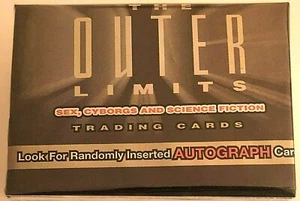 THE
OUTER
LIMITS
SEX, CYBORGS AND SCIENCE FICTION
TRADING CARDS
Look For Randomly Inserted AUTOGRAPH Car